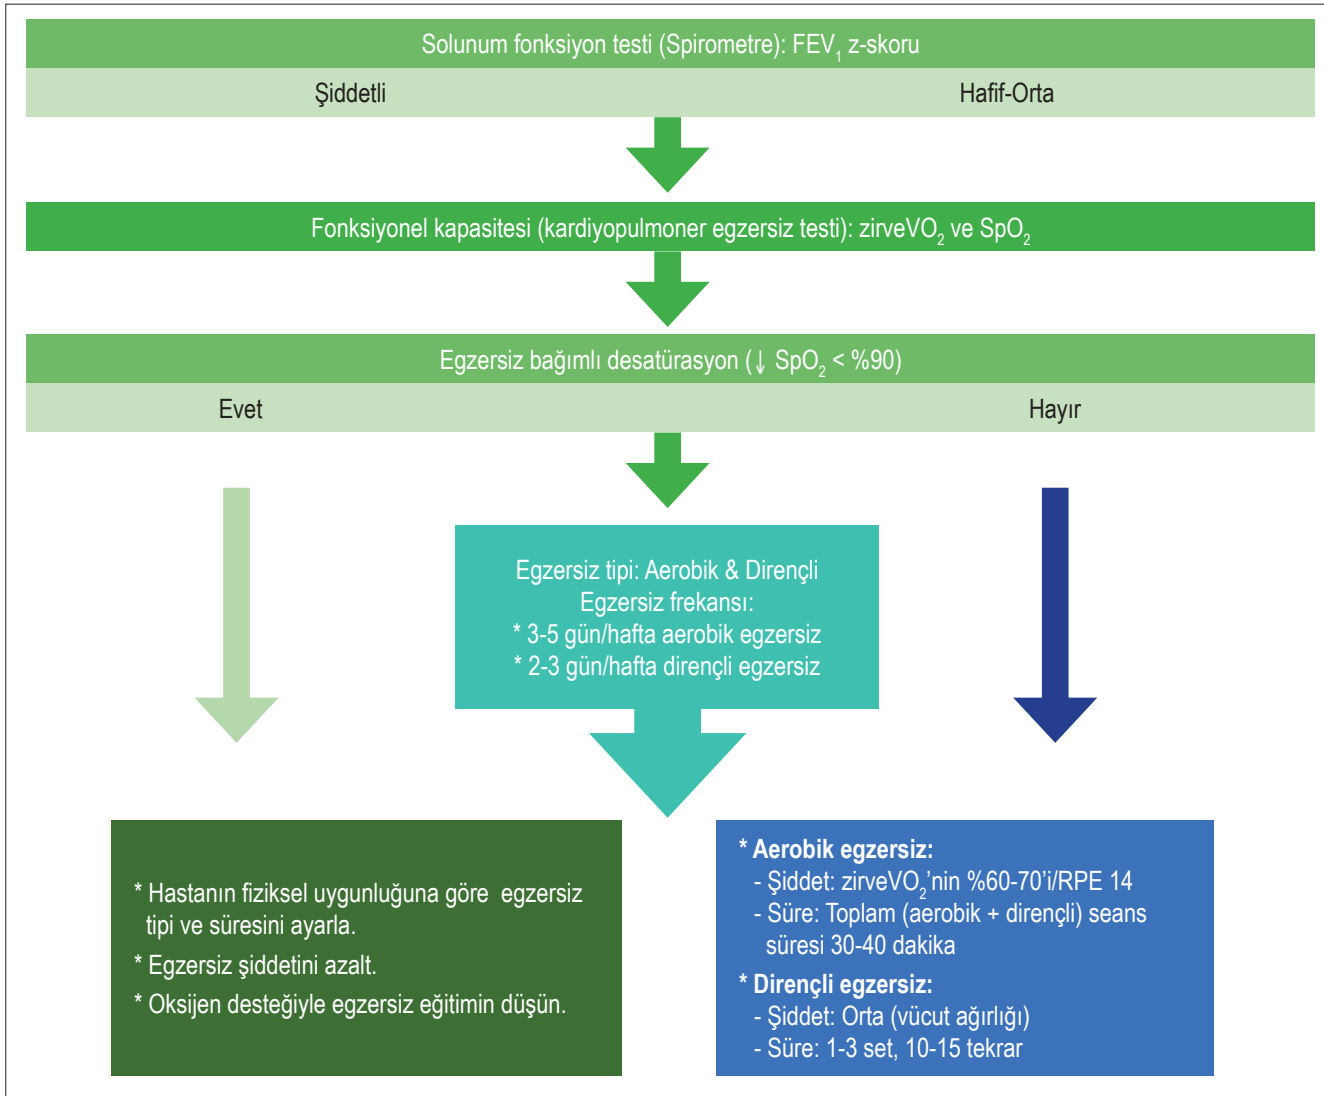 Solunum fonksiyon testi (Spirometre): FEV₁ z-skoru
Şiddetli
Hafif-Orta
Fonksiyonel kapasitesi (kardiyopulmoner egzersiz testi): zirveVO₂ ve SpO₂
Egzersiz bağımlı desatürasyon (↓ SpO₂ < %90)
Evet
Hayır
Egzersiz tipi: Aerobik & Dirençli
Egzersiz frekansı:
* 3-5 gün/hafta aerobik egzersiz
* 2-3 gün/hafta dirençli egzersiz
* Hastanın fiziksel uygunluğuna göre egzersiz
tipi ve süresini ayarla.
* Egzersiz şiddetini azalt.
* Oksijen desteğiyle egzersiz eğitimin düşün.
* Aerobik egzersiz:
- Şiddet: zirveVO₂’nin %60-70’i/RPE 14
- Süre: Toplam (aerobik + dirençli) seans
süresi 30-40 dakika
* Dirençli egzersiz:
- Şiddet: Orta (vücut ağırlığı)
- Süre: 1-3 set, 10-15 tekrar